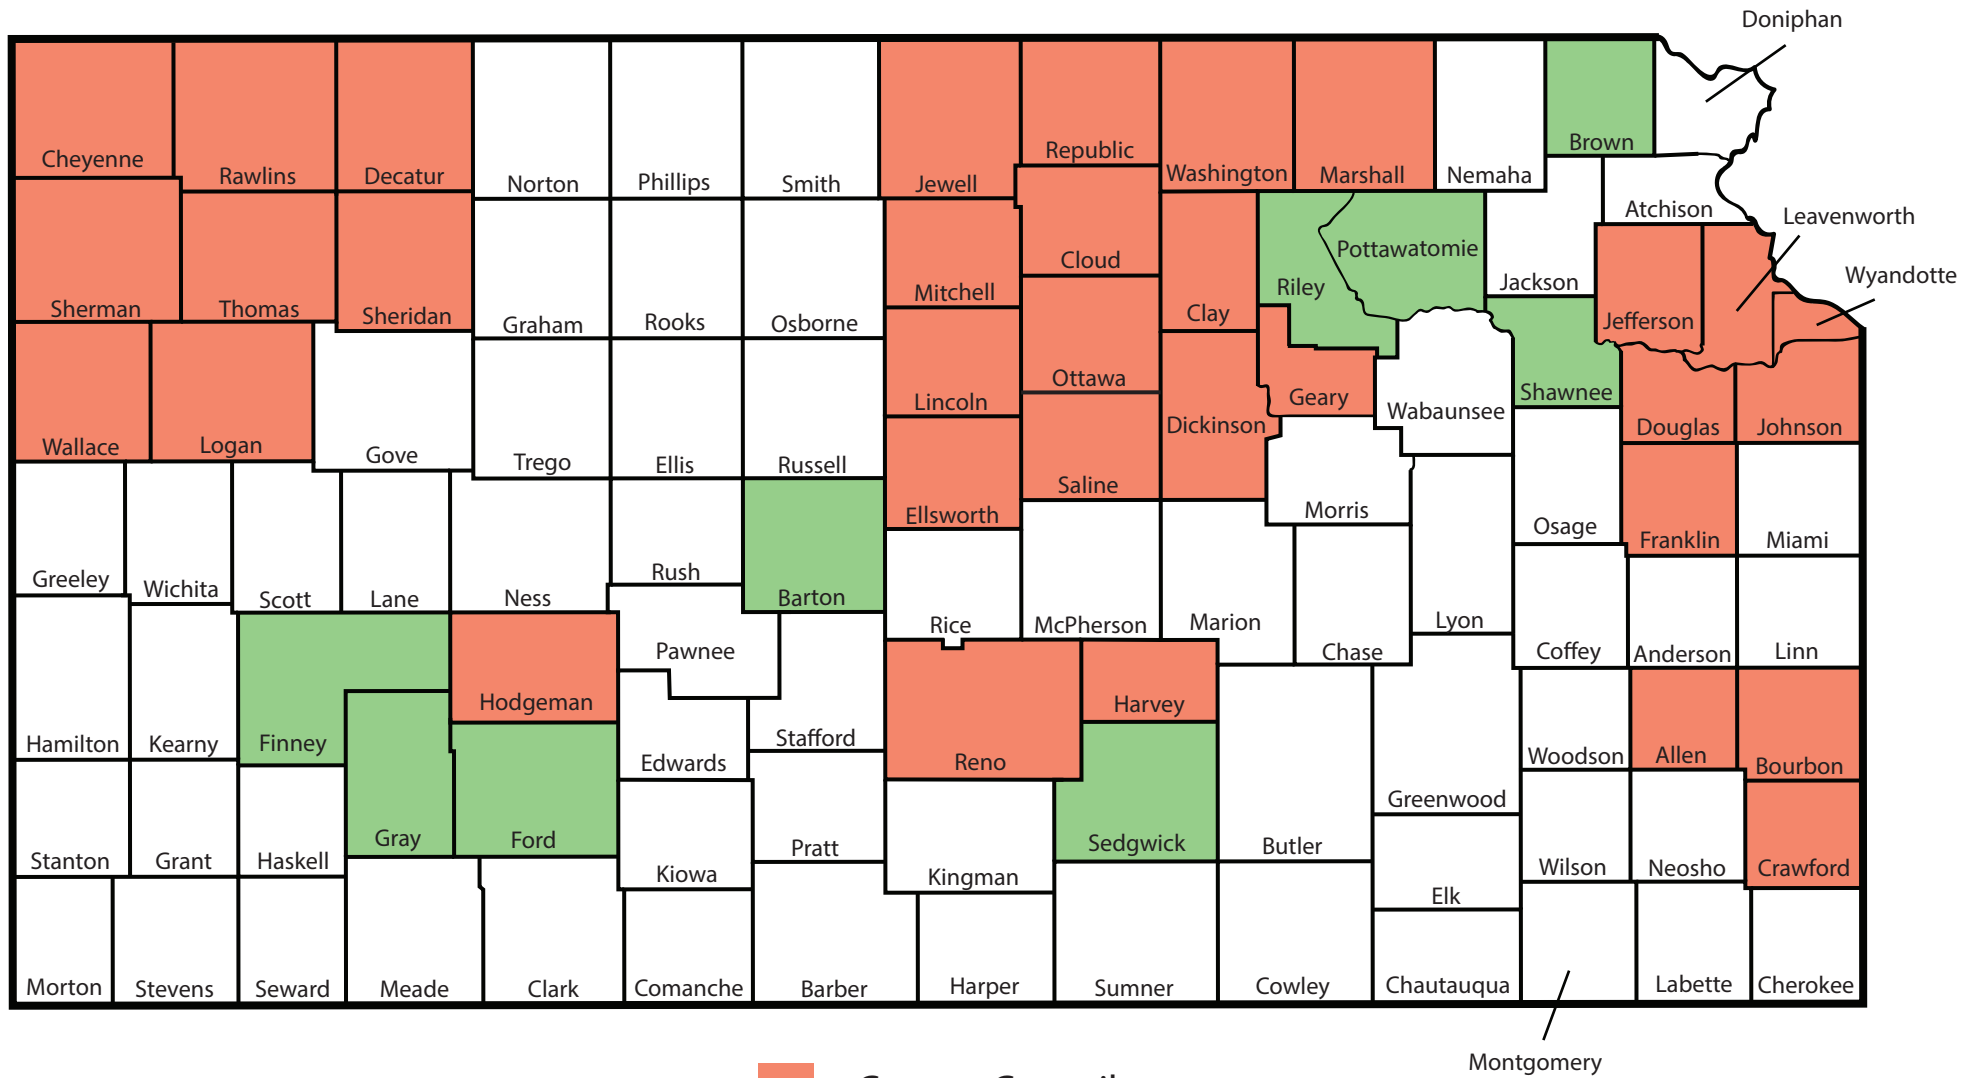 Doniphan
Cheyenne
Rawlins
Decatur
Norton
Phillips
Smith
Jewell
Republic
Washington
Marshall
Nemaha
Brown
Atchison
Leavenworth
Wyandotte
Sherman
Thomas
Sheridan
Graham
Rooks
Osborne
Mitchell
Cloud
Clay
Riley
Pottawatomie
Jackson
Jefferson
Wallace
Logan
Gove
Trego
Ellis
Russell
Lincoln
Ottawa
Dickinson
Geary
Wabaunsee
Shawnee
Douglas
Johnson
Ellsworth
Saline
Morris
Osage
Franklin
Miami
Greeley
Wichita
Scott
Lane
Ness
Rush
Barton
Rice
McPherson
Marion
Chase
Lyon
Coffey
Anderson
Linn
Hamilton
Kearny
Finney
Hodgeman
Pawnee
Edwards
Stafford
Reno
Harvey
Greenwood
Woodson
Allen
Bourbon
Stanton
Grant
Haskell
Gray
Ford
Kiowa
Pratt
Kingman
Sedgwick
Butler
Elk
Wilson
Neosho
Crawford
Morton
Stevens
Seward
Meade
Clark
Comanche
Barber
Harper
Sumner
Cowley
Chautauqua
Labette
Cherokee
Montgomery